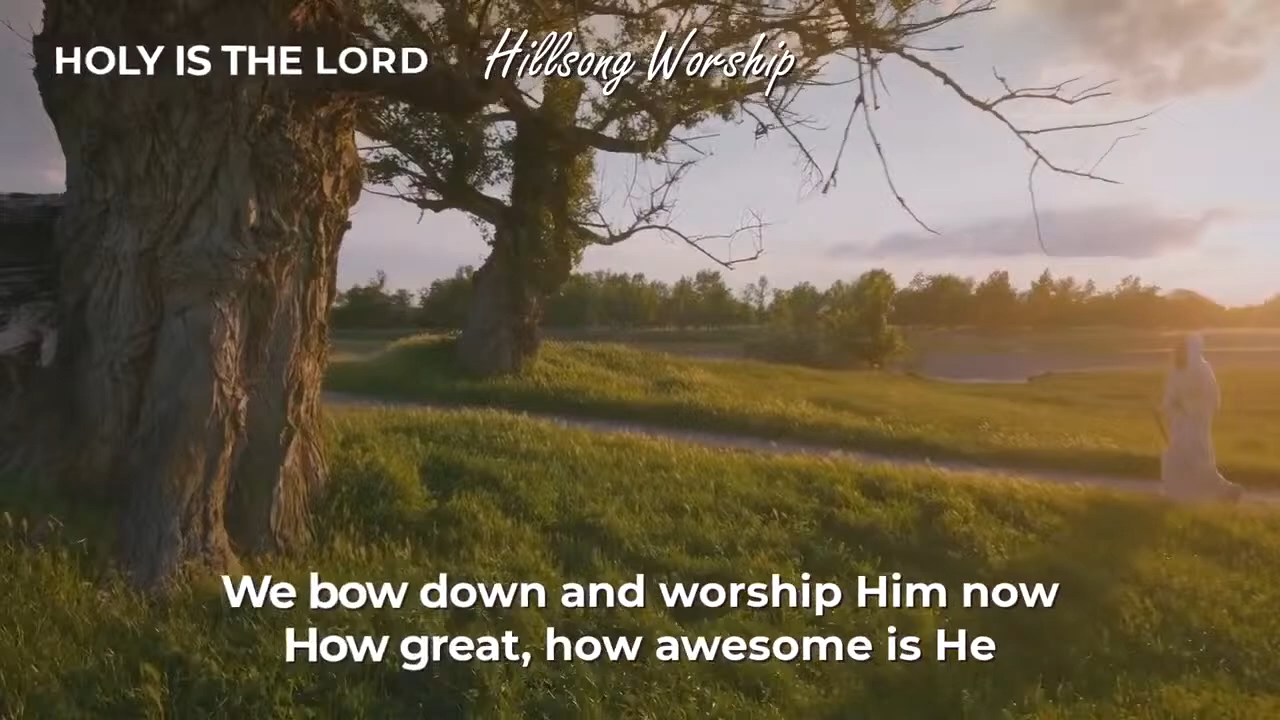 HOLY IS THE LORD Hillsong Worship
We bow down and worship Him now
How great, how awesome is He